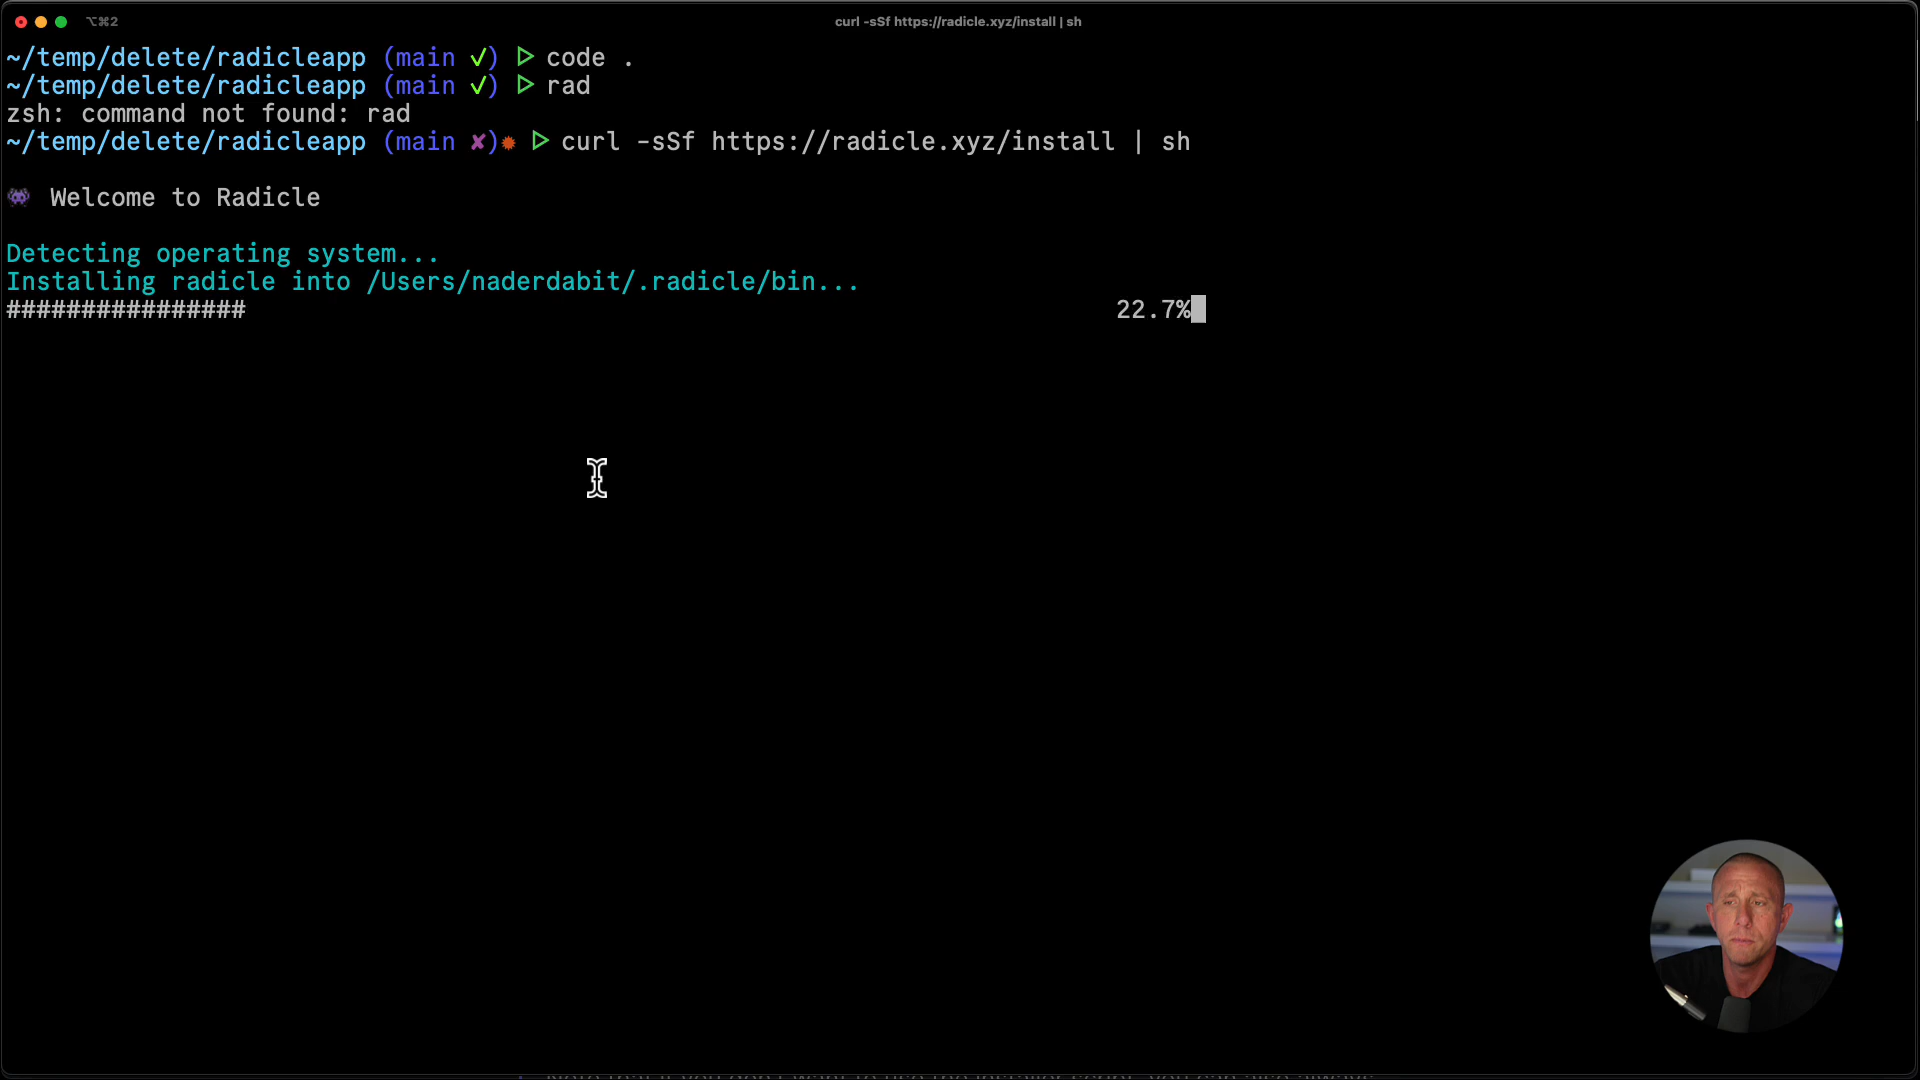 ⌥⌘2
curl -sSf https://radicle.xyz/install | sh
~/temp/delete/radicleapp (main ✓) ▷ code .
~/temp/delete/radicleapp (main ✓) ▷ rad
zsh: command not found: rad
~/temp/delete/radicleapp (main ✘)✹ ▷ curl -sSf https://radicle.xyz/install | sh
👾 Welcome to Radicle
Detecting operating system...
Installing radicle into /Users/naderdabit/.radicle/bin...
################ 22.7%